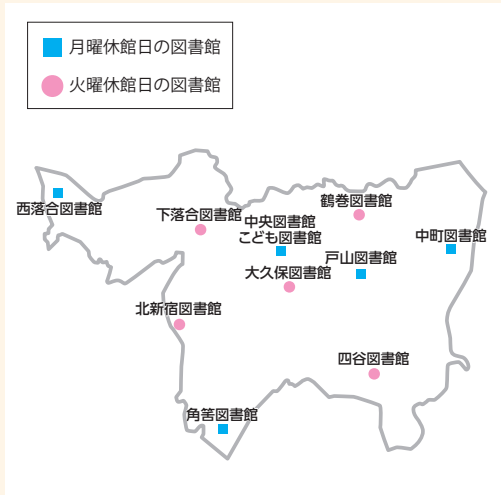 月曜休館日の図書館
火曜休館日の図書館
西落合図書館
下落合図書館
中央図書館
こども図書館
鶴巻図書館
中町図書館
戸山図書館
大久保図書館
北新宿図書館
四谷図書館
角筈図書館